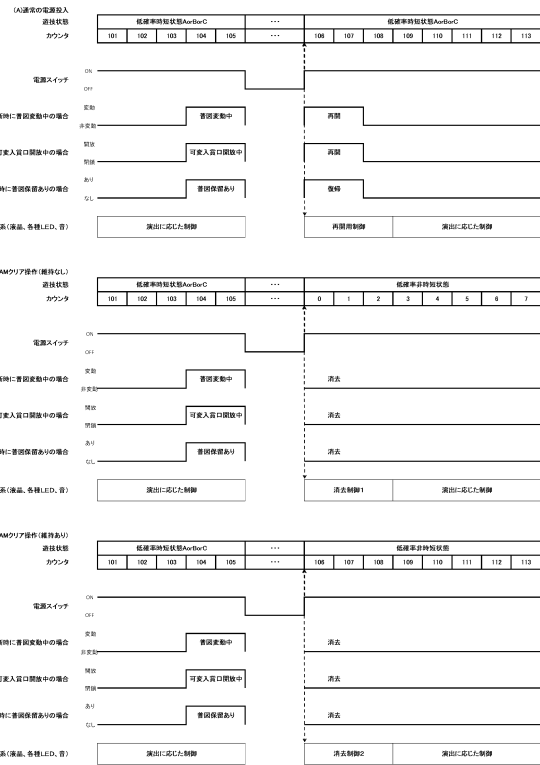 (A)通常の電源投入
遊技状態 低確率時短状態AorBorC ･･･ 低確率時短状態AorBorC
カウンタ 101 102 103 104 105 ･･･ 106 107 108 109 110 111 112 113
電源スイッチ ON OFF
時に普図変動中の場合 変動 非変動 普図変動中 再開
可変入賞口開放中の場合 開放 閉鎖 可変入賞口開放中 再開
時に普図保留ありの場合 あり なし 普図保留あり 復帰
系(液晶、各種LED、音) 演出に応じた制御 再開用制御 演出に応じた制御
AMクリア操作(維持なし)
遊技状態 低確率時短状態AorBorC ･･･ 低確率非時短状態
カウンタ 101 102 103 104 105 ･･･ 0 1 2 3 4 5 6 7
電源スイッチ ON OFF
時に普図変動中の場合 変動 非変動 普図変動中 消去
可変入賞口開放中の場合 開放 閉鎖 可変入賞口開放中 消去
時に普図保留ありの場合 あり なし 普図保留あり 消去
系(液晶、各種LED、音) 演出に応じた制御 消去制御1 演出に応じた制御
AMクリア操作(維持あり)
遊技状態 低確率時短状態AorBorC ･･･ 低確率非時短状態
カウンタ 101 102 103 104 105 ･･･ 106 107 108 109 110 111 112 113
電源スイッチ ON OFF
時に普図変動中の場合 変動 非変動 普図変動中 消去
可変入賞口開放中の場合 開放 閉鎖 可変入賞口開放中 消去
時に普図保留ありの場合 あり なし 普図保留あり 消去
系(液晶、各種LED、音) 演出に応じた制御 消去制御2 演出に応じた制御